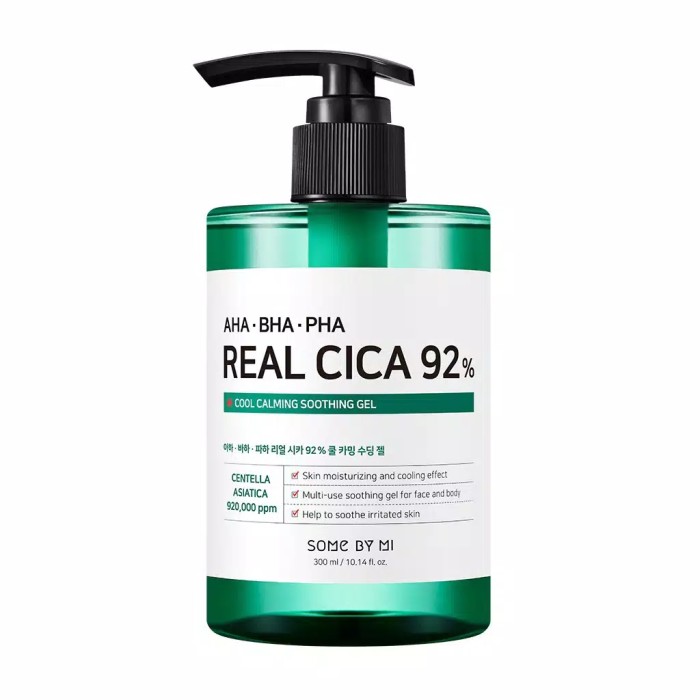 AHA·BHA·PHA
REAL CICA 92%
COOL CALMING SOOTHING GEL
아하·바하·파하 리얼 시카 92% 쿨 카밍 수딩 젤
CENTELLA
ASIATICA
920,000 ppm
Skin moisturizing and cooling effect
Multi-use soothing gel for face and body
Help to soothe irritated skin
SOME BY MI
300 ml / 10.14 fl. oz.